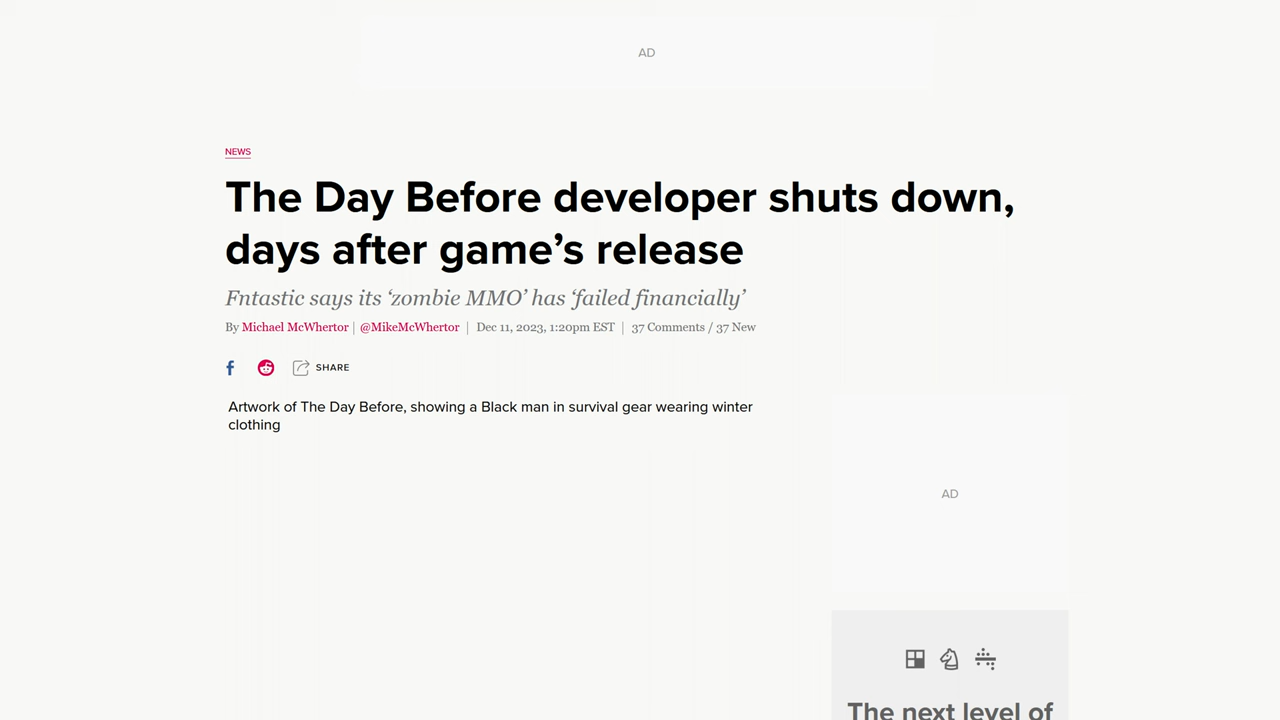 AD
NEWS
The Day Before developer shuts down,
days after game’s release
Fntastic says its ‘zombie MMO’ has ‘failed financially’
By Michael McWhertor | @MikeMcWhertor | Dec 11, 2023, 1:20pm EST | 37 Comments / 37 New
SHARE
Artwork of The Day Before, showing a Black man in survival gear wearing winter
clothing
AD
The next level of